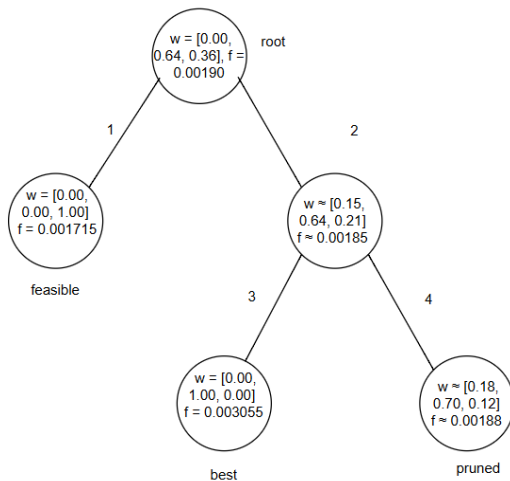 w = [0.00,
0.64, 0.36], f =
0.00190
root
1
2
w = [0.00,
0.00, 1.00]
f = 0.001715
feasible
w ≈ [0.15,
0.64, 0.21]
f ≈ 0.00185
3
4
w = [0.00,
1.00, 0.00]
f = 0.003055
best
w ≈ [0.18,
0.70, 0.12]
f ≈ 0.00188
pruned